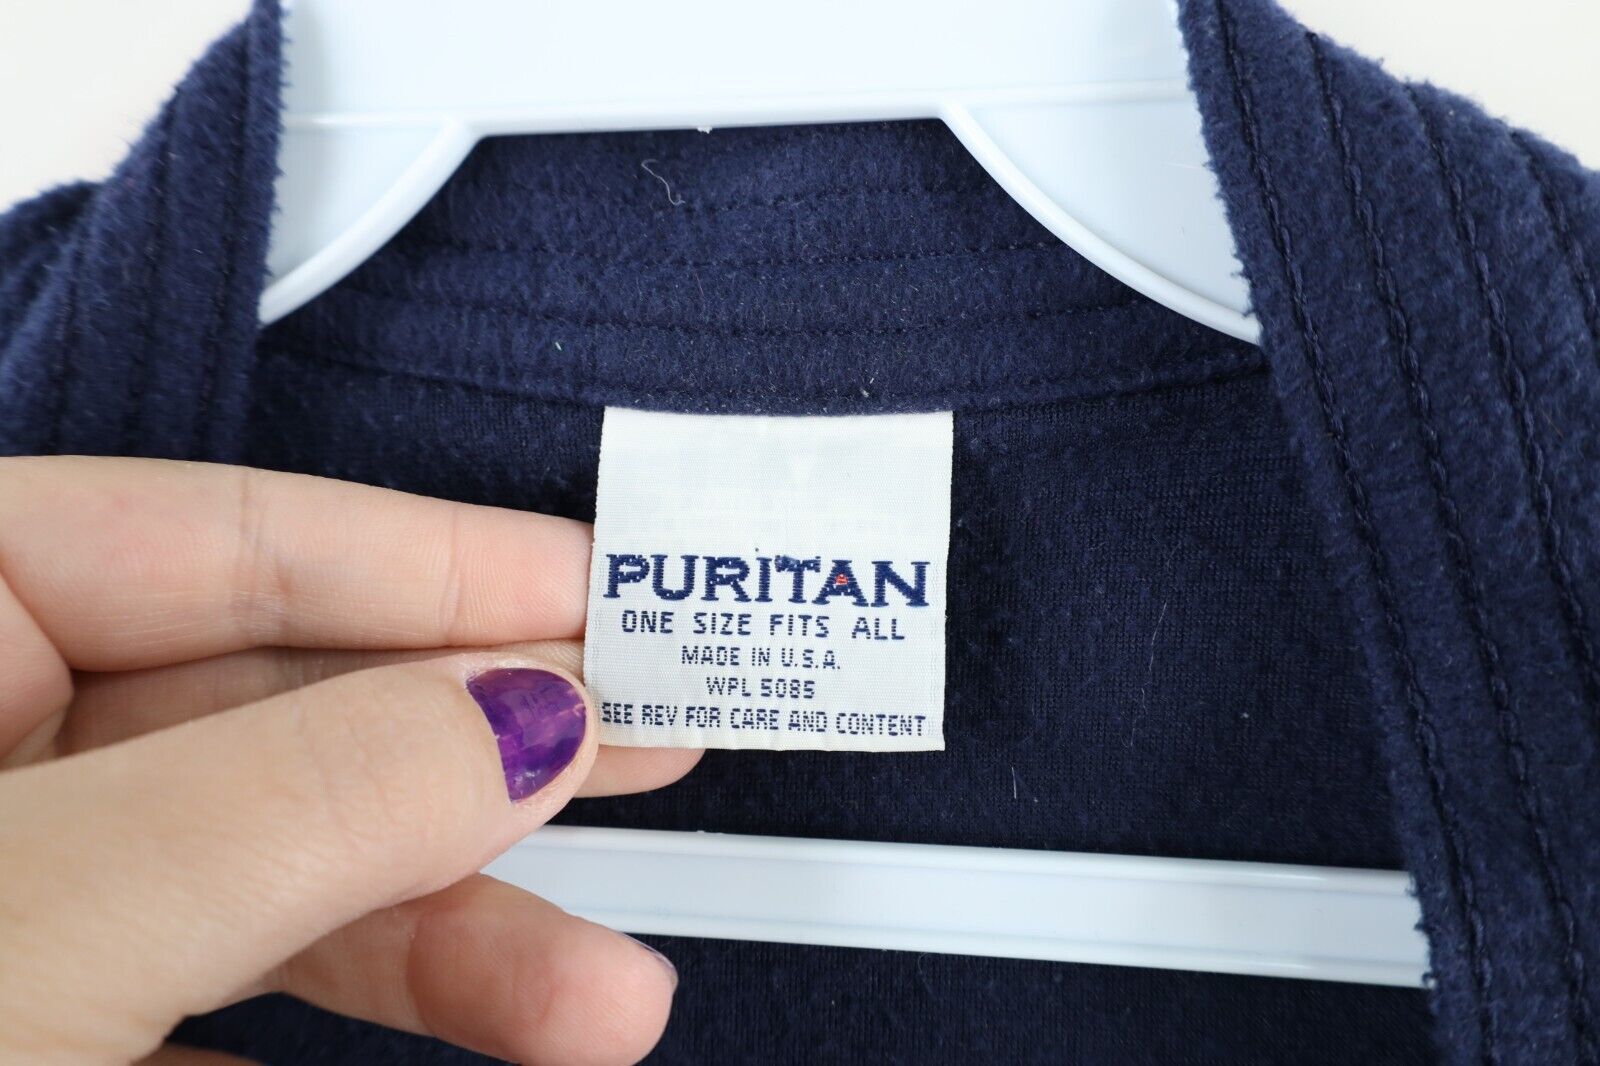 PURITAN
ONE SIZE FITS ALL
MADE IN U.S.A.
WPL 5085
SEE REV FOR CARE AND CONTENT